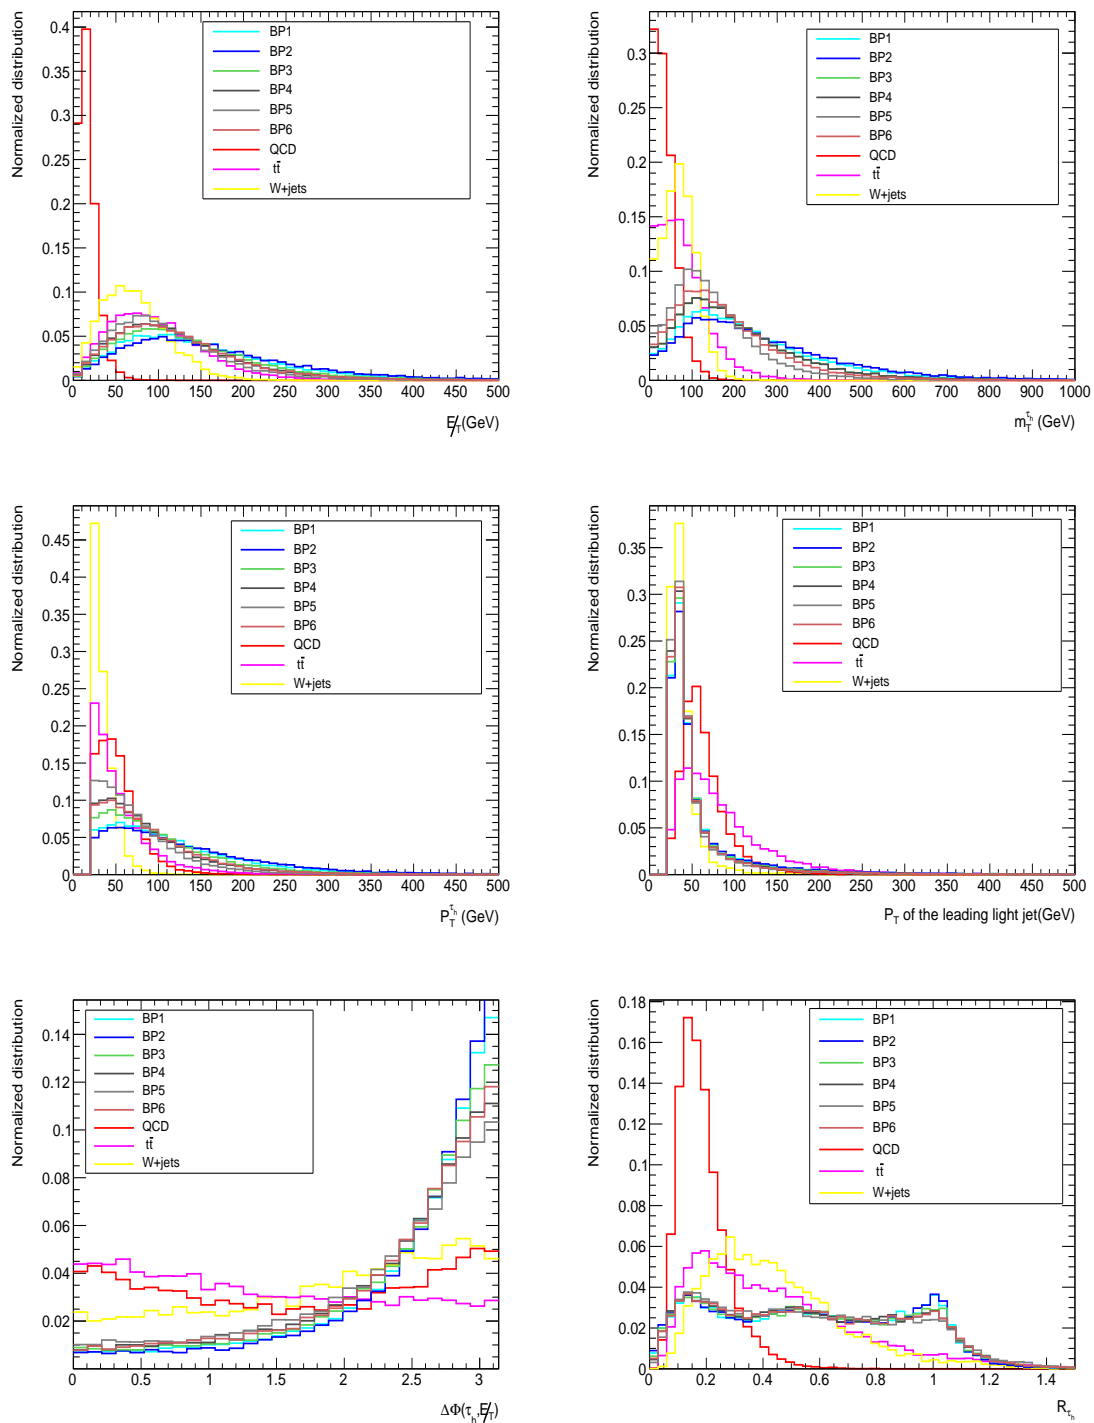 Normalized distribution
0.4
0.35
0.3
0.25
0.2
0.15
0.1
0.05
0
BP1
BP2
BP3
BP4
BP5
BP6
QCD
tt̄
W+jets
0 50 100 150 200 250 300 350 400 450 500
E̸_T(GeV)
Normalized distribution
0.3
0.25
0.2
0.15
0.1
0.05
0
BP1
BP2
BP3
BP4
BP5
BP6
QCD
tt̄
W+jets
0 100 200 300 400 500 600 700 800 900 1000
m_T^τ_h (GeV)
Normalized distribution
0.45
0.4
0.35
0.3
0.25
0.2
0.15
0.1
0.05
0
BP1
BP2
BP3
BP4
BP5
BP6
QCD
tt̄
W+jets
0 50 100 150 200 250 300 350 400 450 500
P_T^τ_h (GeV)
Normalized distribution
0.35
0.3
0.25
0.2
0.15
0.1
0.05
0
BP1
BP2
BP3
BP4
BP5
BP6
QCD
tt̄
W+jets
0 50 100 150 200 250 300 350 400 450 500
P_T of the leading light jet(GeV)
Normalized distribution
0.14
0.12
0.1
0.08
0.06
0.04
0.02
BP1
BP2
BP3
BP4
BP5
BP6
QCD
tt̄
W+jets
0 0.5 1 1.5 2 2.5 3
ΔΦ(τ_h,E̸_T)
Normalized distribution
0.18
0.16
0.14
0.12
0.1
0.08
0.06
0.04
0.02
0
BP1
BP2
BP3
BP4
BP5
BP6
QCD
tt̄
W+jets
0 0.2 0.4 0.6 0.8 1 1.2 1.4
R_τ_h